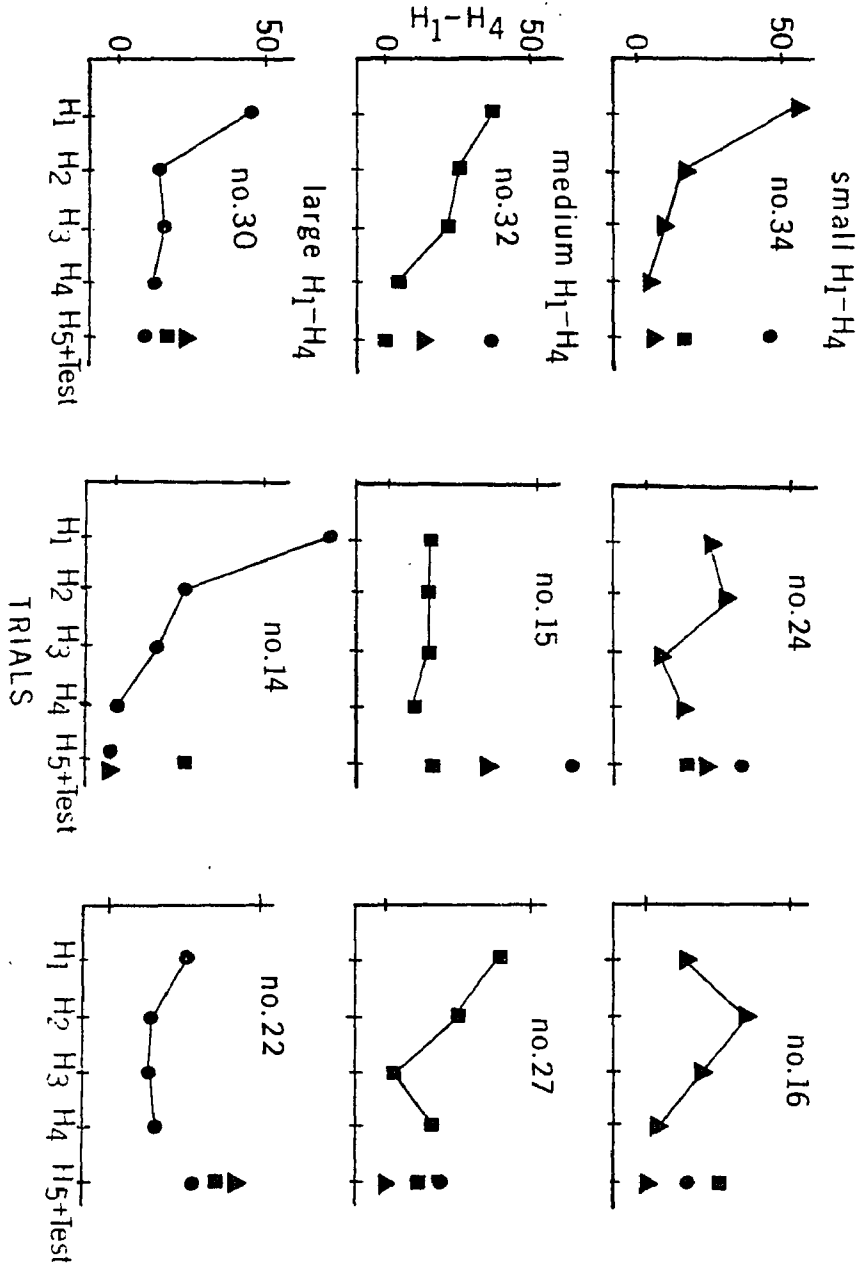 small H₁–H₄
50
no.34
no.24
no.16
0
medium H₁–H₄
H₁–H₄
50
no.32
no.15
no.27
0
large H₁–H₄
50
no.30
no.14
no.22
0
H₁ H₂ H₃ H₄ H₅+Test
H₁ H₂ H₃ H₄ H₅+Test
H₁ H₂ H₃ H₄ H₅+Test
TRIALS